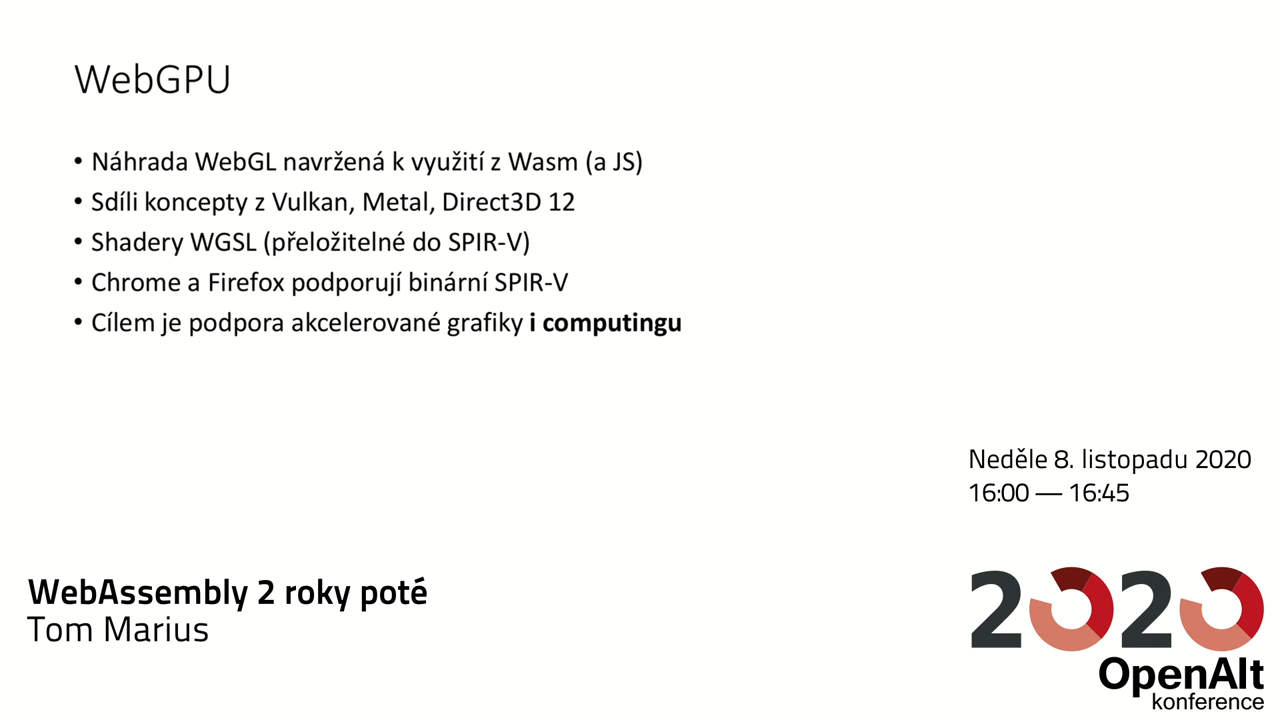 WebGPU
• Náhrada WebGL navržená k využití z Wasm (a JS)
• Sdíli koncepty z Vulkan, Metal, Direct3D 12
• Shadery WGSL (přeložitelné do SPIR-V)
• Chrome a Firefox podporují binární SPIR-V
• Cílem je podpora akcelerované grafiky i computingu
Neděle 8. listopadu 2020
16:00 — 16:45
WebAssembly 2 roky poté
Tom Marius
2020
OpenAlt
konference